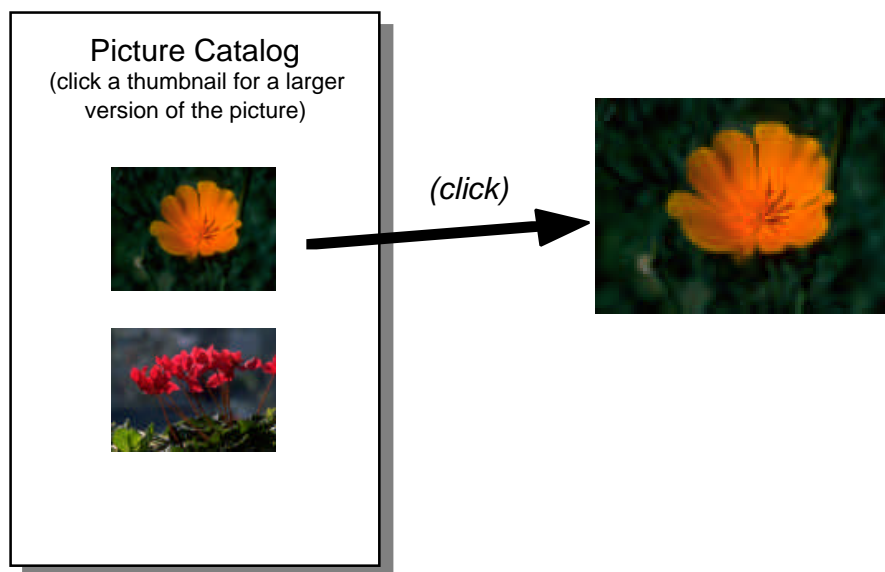 Picture Catalog
(click a thumbnail for a larger
version of the picture)
(click)